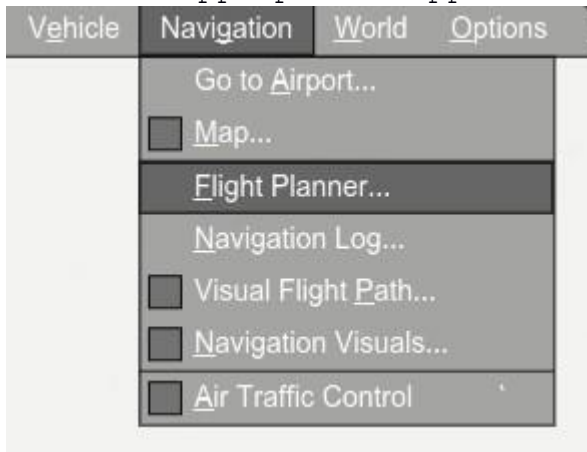 Vehicle Navigation World Options
Go to Airport...
Map...
Flight Planner...
Navigation Log...
Visual Flight Path...
Navigation Visuals...
Air Traffic Control